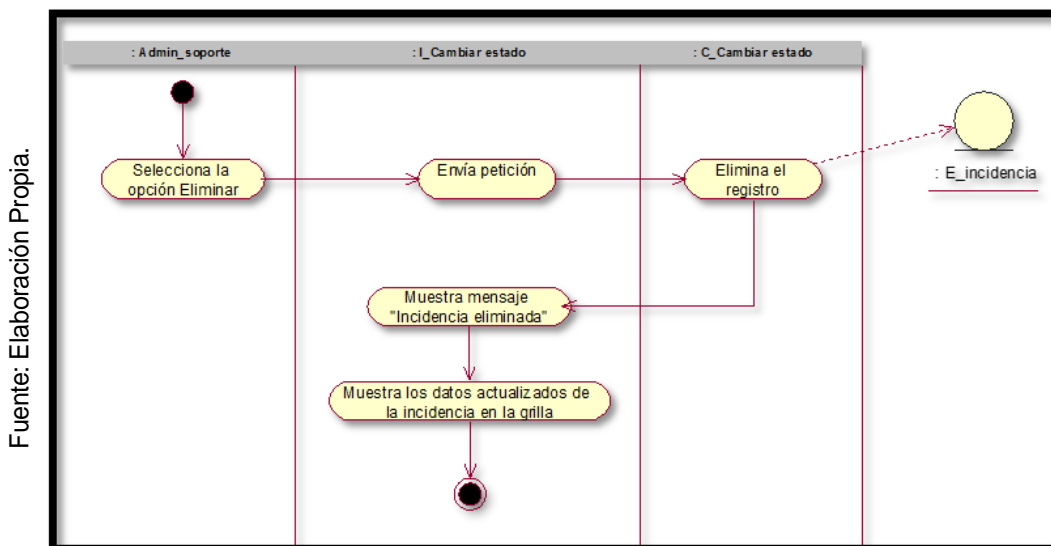 Fuente: Elaboración Propia.
: Admin_soporte
: I_Cambiar estado
: C_Cambiar estado
Selecciona la
opción Eliminar
Envía petición
Elimina el
registro
: E_incidencia
Muestra mensaje
"Incidencia eliminada"
Muestra los datos actualizados de
la incidencia en la grilla